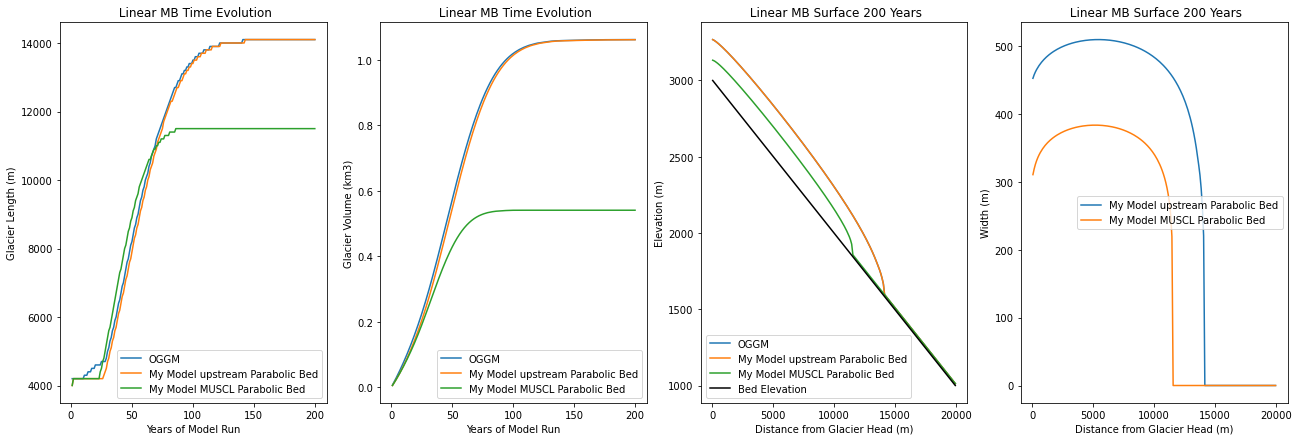 Linear MB Time Evolution
Glacier Length (m)
14000
12000
10000
8000
6000
4000
0
50
100
150
200
Years of Model Run
OGGM
My Model upstream Parabolic Bed
My Model MUSCL Parabolic Bed
Linear MB Time Evolution
Glacier Volume (km3)
1.0
0.8
0.6
0.4
0.2
0.0
0
50
100
150
200
Years of Model Run
OGGM
My Model upstream Parabolic Bed
My Model MUSCL Parabolic Bed
Linear MB Surface 200 Years
Elevation (m)
3000
2500
2000
1500
1000
0
5000
10000
15000
20000
Distance from Glacier Head (m)
OGGM
My Model upstream Parabolic Bed
My Model MUSCL Parabolic Bed
Bed Elevation
Linear MB Surface 200 Years
Width (m)
500
400
300
200
100
0
0
5000
10000
15000
20000
Distance from Glacier Head (m)
My Model upstream Parabolic Bed
My Model MUSCL Parabolic Bed